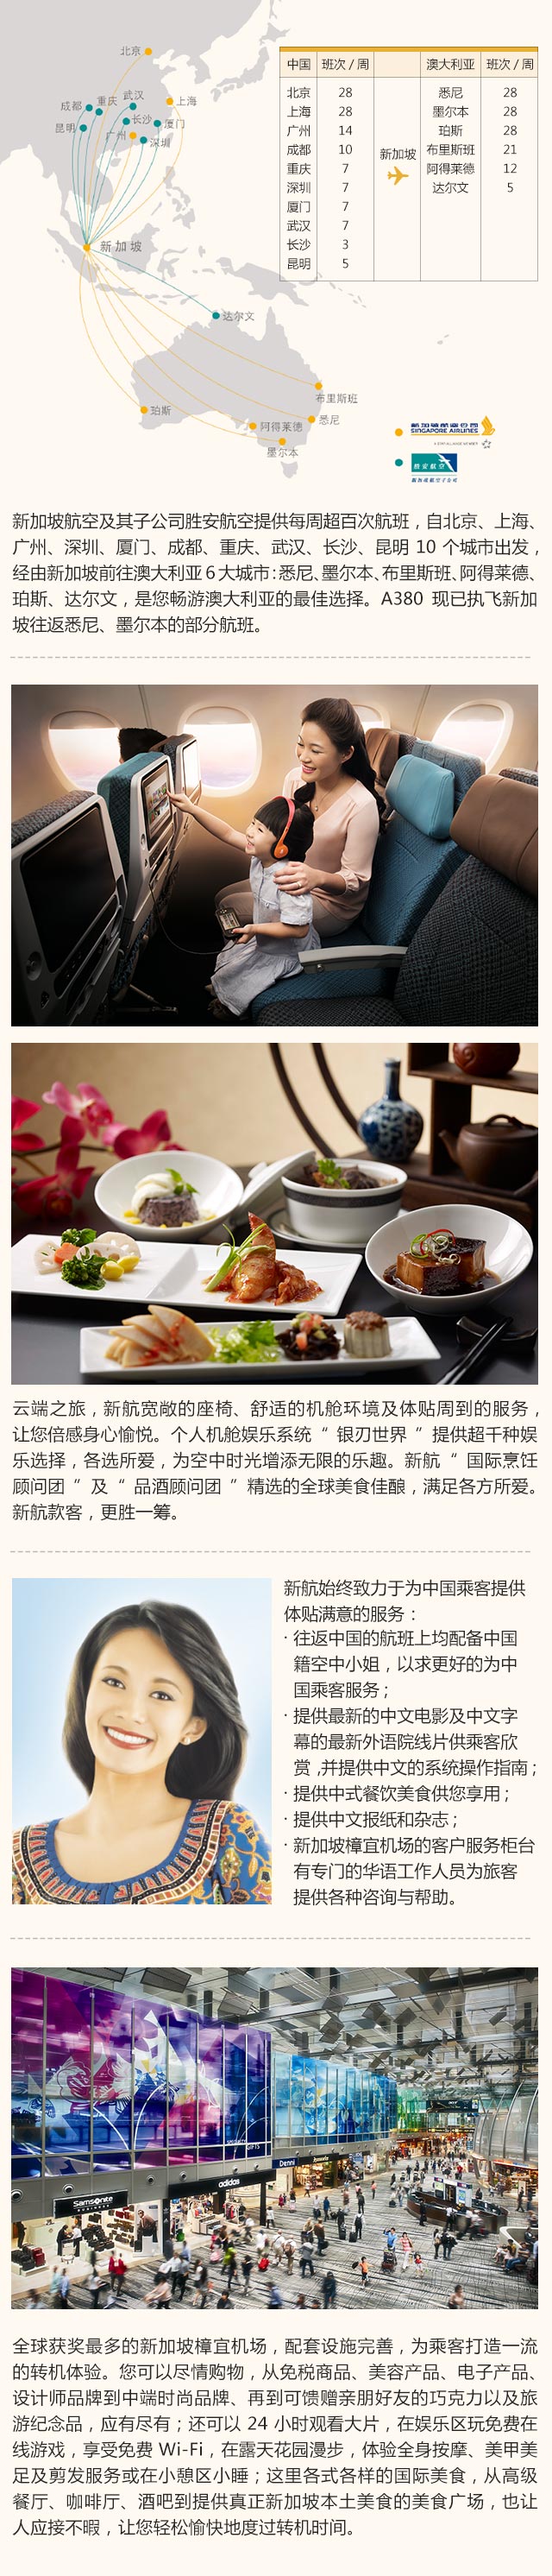 北京
成都
重庆
武汉
上海
昆明
长沙
厦门
广州
深圳
新加坡
达尔文
布里斯班
珀斯
阿得莱德
悉尼
墨尔本
中国 班次 / 周 澳大利亚 班次 / 周
北京 28 悉尼 28
上海 28 墨尔本 28
广州 14 珀斯 28
成都 10 新加坡 布里斯班 21
重庆 7 阿得莱德 12
深圳 7 达尔文 5
厦门 7
武汉 7
长沙 3
昆明 5
新加坡航空公司
SINGAPORE AIRLINES
A STAR ALLIANCE MEMBER
胜安航空
新加坡航空子公司
新加坡航空及其子公司胜安航空提供每周超百次航班，自北京、上海、
广州、深圳、厦门、成都、重庆、武汉、长沙、昆明 10 个城市出发，
经由新加坡前往澳大利亚 6 大城市：悉尼、墨尔本、布里斯班、阿得莱德、
珀斯、达尔文，是您畅游澳大利亚的最佳选择。A380 现已执飞新加
坡往返悉尼、墨尔本的部分航班。
云端之旅，新航宽敞的座椅、舒适的机舱环境及体贴周到的服务，
让您倍感身心愉悦。个人机舱娱乐系统“ 银刃世界 ”提供超千种娱
乐选择，各选所爱，为空中时光增添无限的乐趣。新航“ 国际烹饪
顾问团 ”及“ 品酒顾问团 ”精选的全球美食佳酿，满足各方所爱。
新航款客，更胜一筹。
新航始终致力于为中国乘客提供
体贴满意的服务：
· 往返中国的航班上均配备中国
籍空中小姐，以求更好的为中
国乘客服务；
· 提供最新的中文电影及中文字
幕的最新外语院线片供乘客欣
赏，并提供中文的系统操作指南；
· 提供中式餐饮美食供您享用；
· 提供中文报纸和杂志；
· 新加坡樟宜机场的客户服务柜台
有专门的华语工作人员为旅客
提供各种咨询与帮助。
GIFTS
Denni
adidas
Samsonite
全球获奖最多的新加坡樟宜机场，配套设施完善，为乘客打造一流
的转机体验。您可以尽情购物，从免税商品、美容产品、电子产品、
设计师品牌到中端时尚品牌、再到可馈赠亲朋好友的巧克力以及旅
游纪念品，应有尽有；还可以 24 小时观看大片，在娱乐区玩免费在
线游戏，享受免费 Wi-Fi，在露天花园漫步，体验全身按摩、美甲美
足及剪发服务或在小憩区小睡；这里各式各样的国际美食，从高级
餐厅、咖啡厅、酒吧到提供真正新加坡本土美食的美食广场，也让
人应接不暇，让您轻松愉快地度过转机时间。